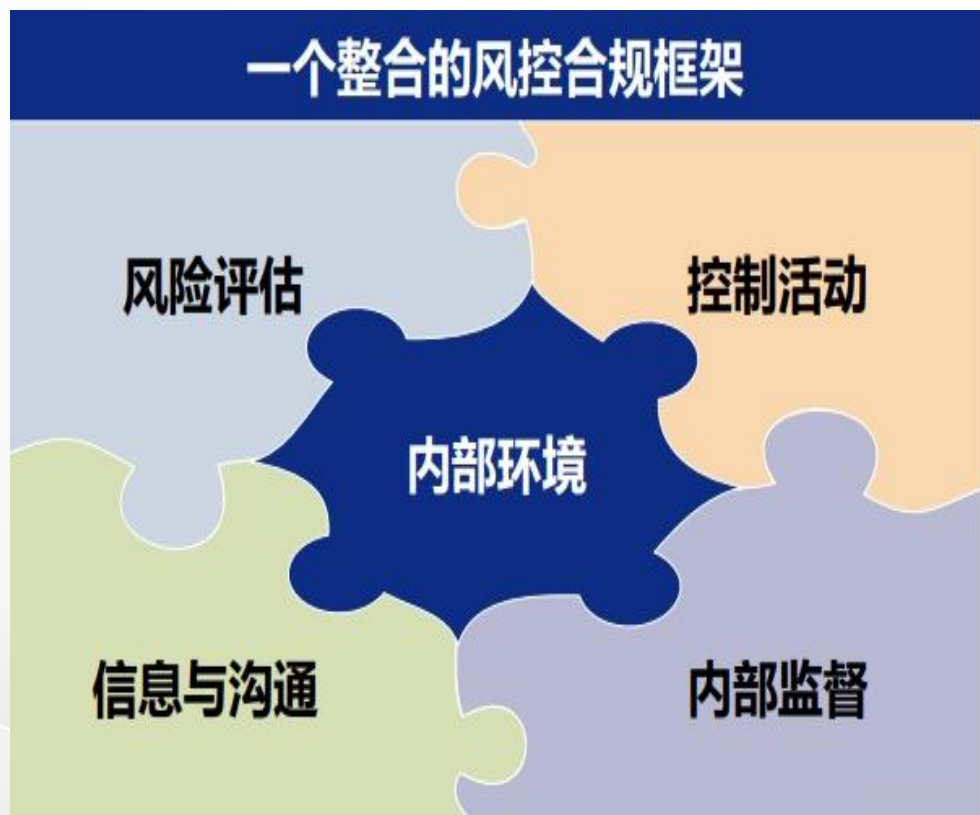 一个整合的风控合规框架
风险评估
控制活动
内部环境
信息与沟通
内部监督